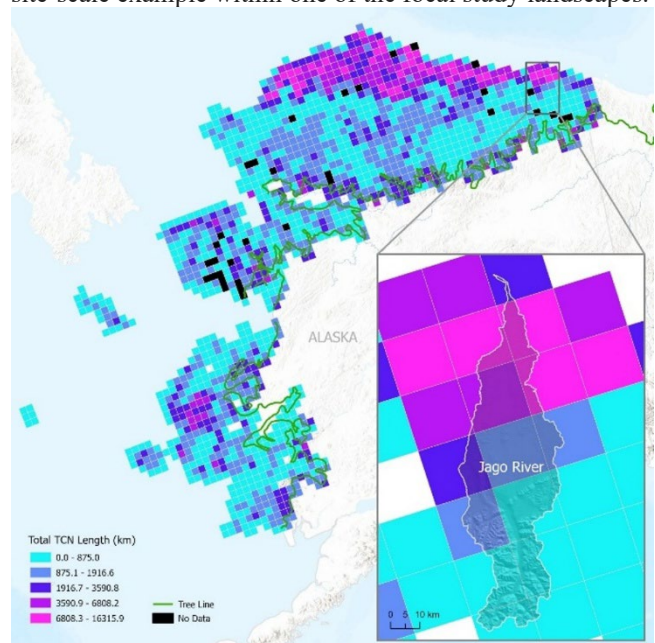 site-scale example within one of the focal study landscapes.
ALASKA
Jago River
0 5 10 km
Total TCN Length (km)
0.0 - 875.0
875.1 - 1916.6
1916.7 - 3590.8
3590.9 - 6808.2
6808.3 - 16315.9
Tree Line
No Data